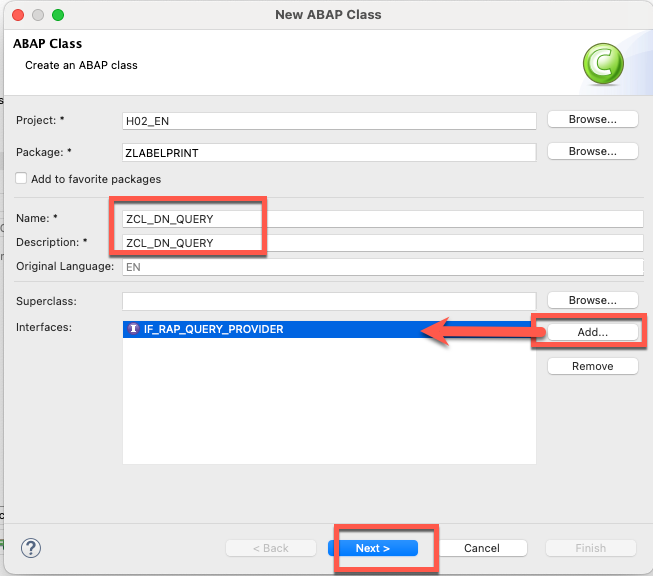 New ABAP Class
ABAP Class
Create an ABAP class
Project: * H02_EN Browse...
Package: * ZLABELPRINT Browse...
Add to favorite packages
Name: * ZCL_DN_QUERY
Description: * ZCL_DN_QUERY
Original Language: EN
Superclass: Browse...
Interfaces: IF_RAP_QUERY_PROVIDER Add...
Remove
? < Back Next > Cancel Finish